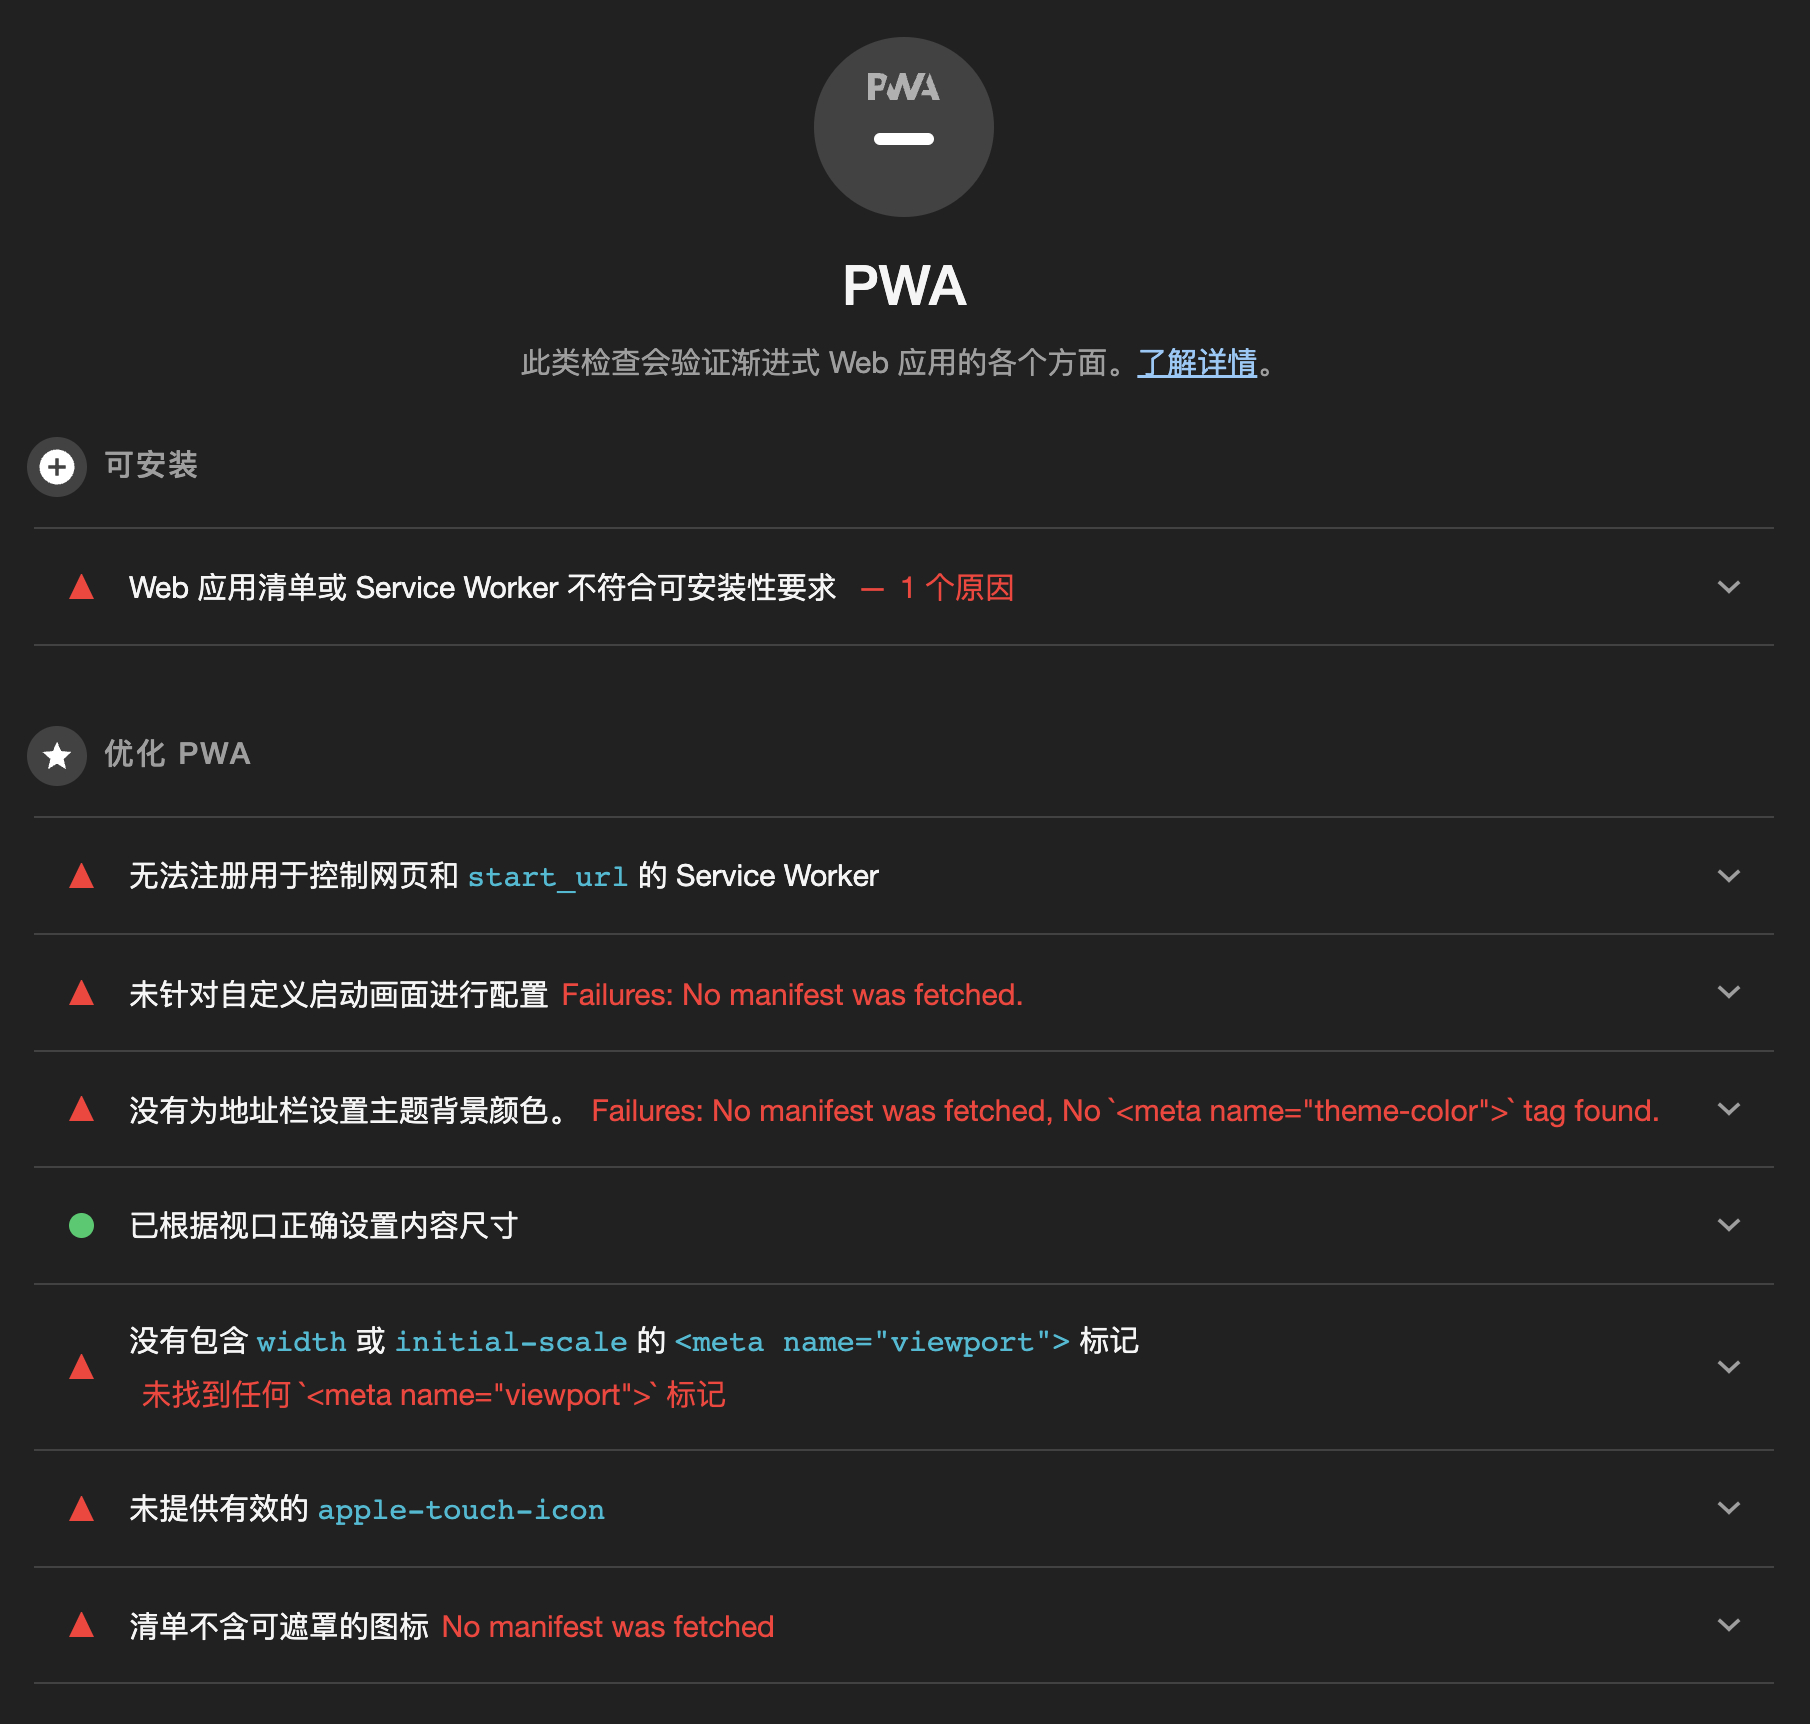 PWA
PWA
此类检查会验证渐进式 Web 应用的各个方面。了解详情。
可安装
Web 应用清单或 Service Worker 不符合可安装性要求 — 1 个原因
优化 PWA
无法注册用于控制网页和 start_url 的 Service Worker
未针对自定义启动画面进行配置 Failures: No manifest was fetched.
没有为地址栏设置主题背景颜色。 Failures: No manifest was fetched, No `<meta name="theme-color">` tag found.
已根据视口正确设置内容尺寸
没有包含 width 或 initial-scale 的 <meta name="viewport"> 标记
未找到任何 `<meta name="viewport">` 标记
未提供有效的 apple-touch-icon
清单不含可遮罩的图标 No manifest was fetched